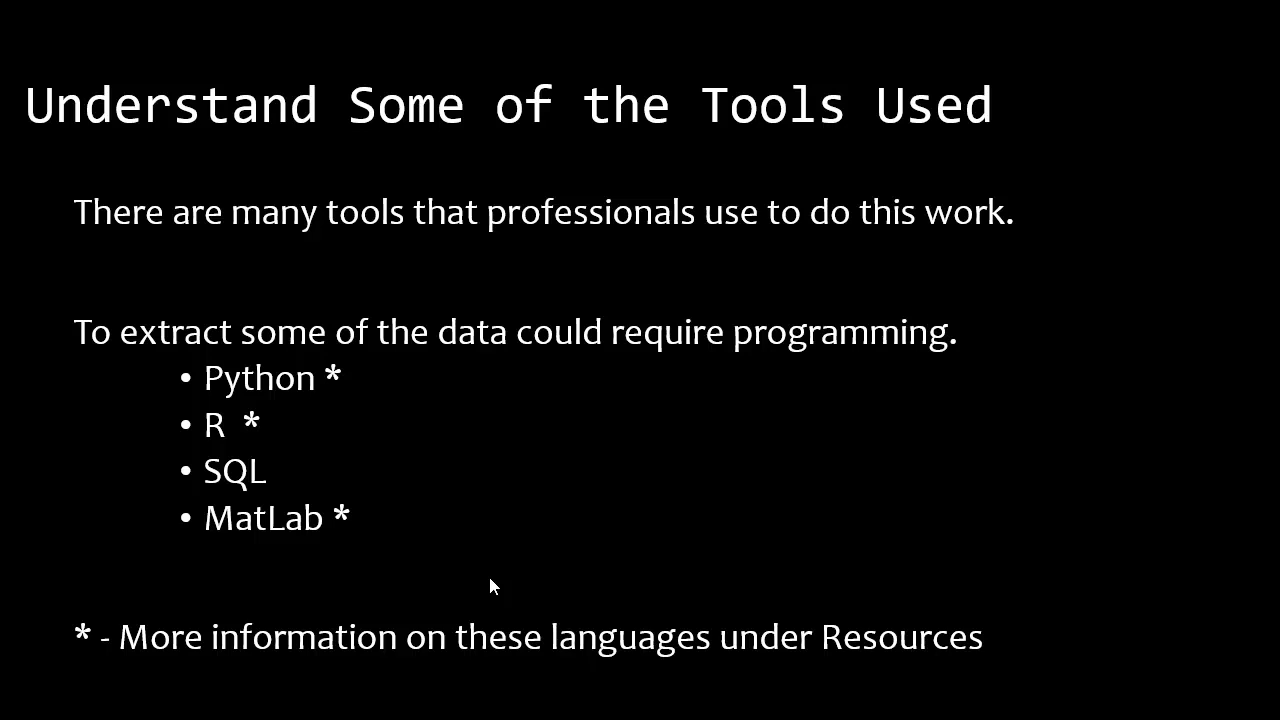 Understand Some of the Tools Used
There are many tools that professionals use to do this work.
To extract some of the data could require programming.
• Python *
• R *
• SQL
• MatLab *
* - More information on these languages under Resources